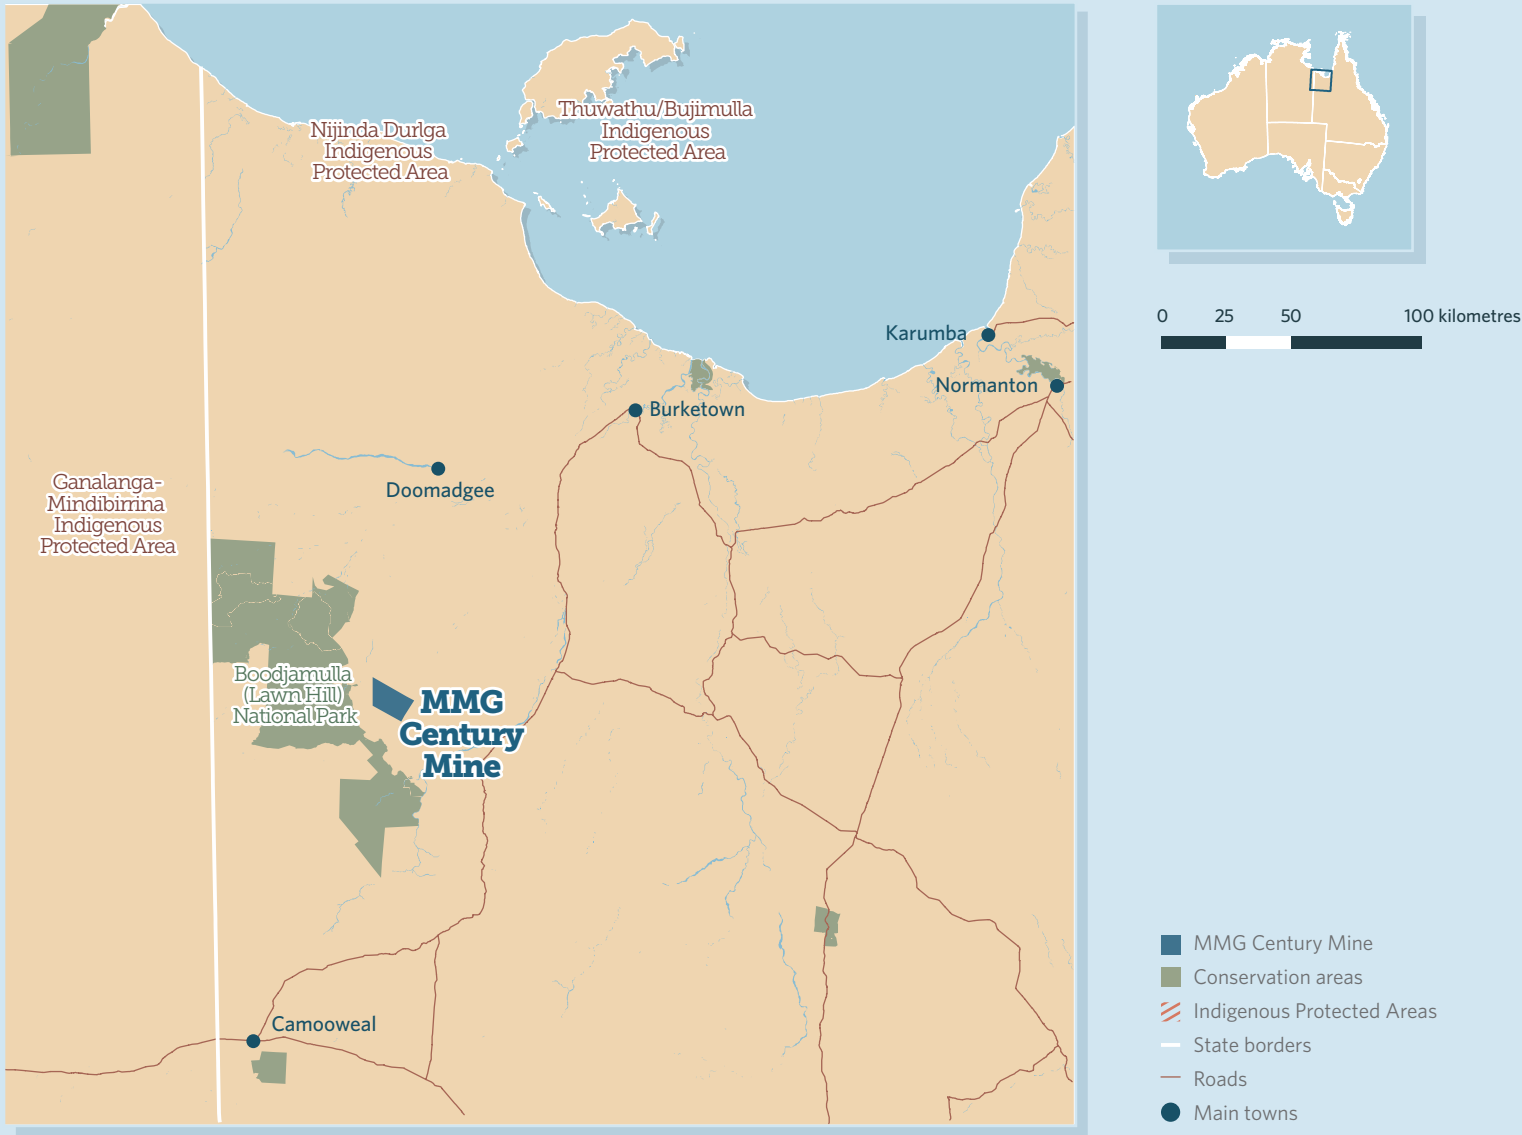 Thuwathu/Bujimulla
Indigenous
Protected Area
Nijinda Durlga
Indigenous
Protected Area
Karumba
Normanton
Burketown
Doomadgee
Ganalanga-
Mindibirrina
Indigenous
Protected Area
Boodjamulla
(Lawn Hill)
National Park
MMG
Century
Mine
Camooweal
0 25 50 100 kilometres
MMG Century Mine
Conservation areas
Indigenous Protected Areas
State borders
Roads
Main towns